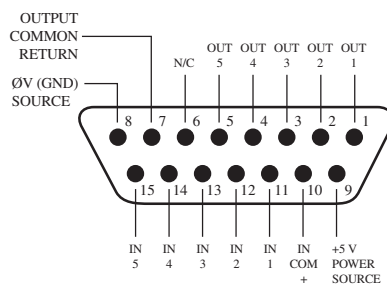 OUTPUT
COMMON
RETURN
ØV (GND)
SOURCE
N/C
OUT
5
OUT
4
OUT
3
OUT
2
OUT
1
8 7 6 5 4 3 2 1
15 14 13 12 11 10 9
IN
5
IN
4
IN
3
IN
2
IN
1
IN
COM
+
+5 V
POWER
SOURCE